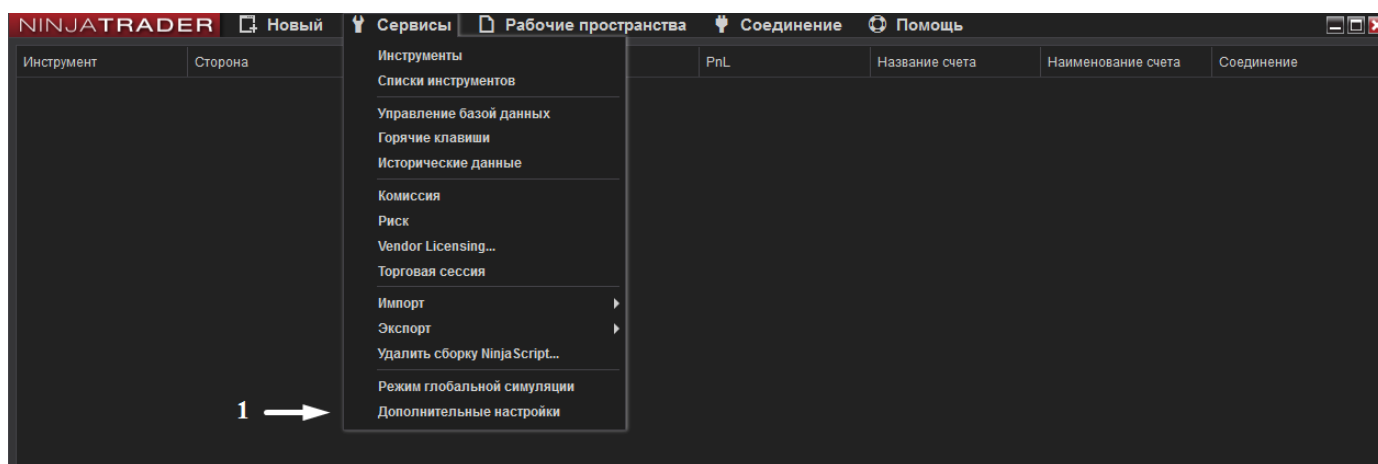 NINJATRADER Новый Сервисы Рабочие пространства Соединение Помощь
Инструмент Сторона PnL Название счета Наименование счета Соединение
Инструменты
Списки инструментов
Управление базой данных
Горячие клавиши
Исторические данные
Комиссия
Риск
Vendor Licensing...
Торговая сессия
Импорт
Экспорт
Удалить сборку NinjaScript...
Режим глобальной симуляции
1 Дополнительные настройки